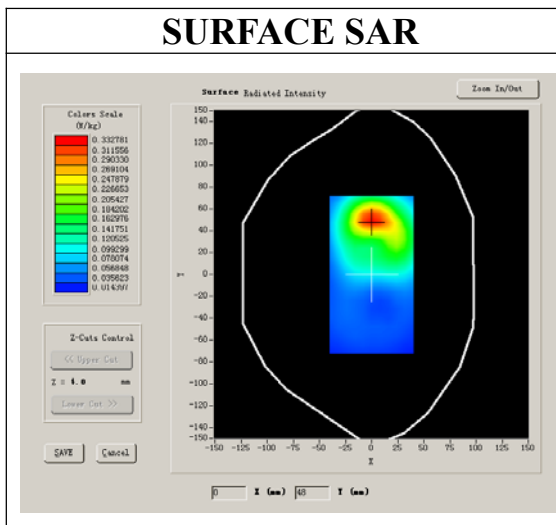 SURFACE SAR
Surface Radiated Intensity
Zoom In/Out
Colors Scale
(W/kg)
0.332781
0.311556
0.290330
0.269104
0.247879
0.226653
0.205427
0.184202
0.162976
0.141751
0.120525
0.099299
0.078074
0.056848
0.035623
0.014397
150
140
120
100
80
60
40
20
0
-20
-40
-60
-80
-100
-120
-140
-150
Y
-150 -125 -100 -75 -50 -25 0 25 50 75 100 125 150
X
Z-Cuts Control
<< Upper Cut
Z = 4.0 mm
Lower Cut >>
SAVE Cancel
0 X (mm) 48 Y (mm)